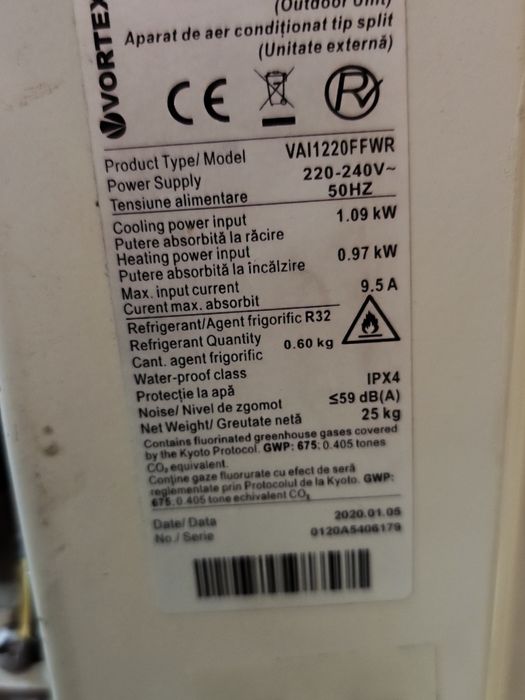 VORTEX
(Outdoor Unit)
Aparat de aer condiționat tip split
(Unitate externă)
CE
Product Type/ Model VAI1220FFWR
Power Supply 220-240V~
Tensiune alimentare 50HZ
Cooling power input 1.09 kW
Putere absorbită la răcire
Heating power input 0.97 kW
Putere absorbită la încălzire
Max. input current 9.5 A
Curent max. absorbit
Refrigerant/Agent frigorific R32
Refrigerant Quantity 0.60 kg
Cant. agent frigorific
Water-proof class IPX4
Protecție la apă
Noise/ Nivel de zgomot ≤59 dB(A)
Net Weight/ Greutate netă 25 kg
Contains fluorinated greenhouse gases covered
by the Kyoto Protocol. GWP: 675; 0.405 tones
CO₂ equivalent.
Conține gaze fluorurate cu efect de seră
reglementate prin Protocolul de la Kyoto. GWP:
675; 0.405 tone echivalent CO₂
Date/ Data 2020.01.05
No./ Serie 0120A5406179